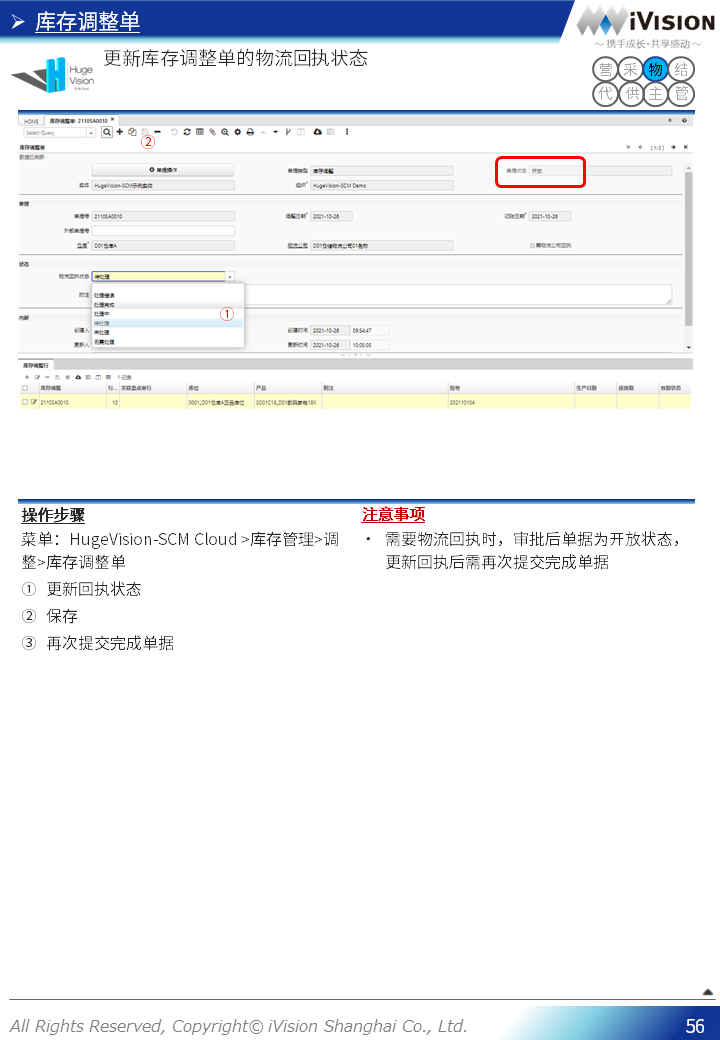 库存调整单
iVISION
～ 携手成长·共享感动 ～
更新库存调整单的物流回执状态
Huge
Vision
营 采 物 结
代 供 主 管
HOME 库存调整单: 2110SA0010
Select Query
②
库存调整单
[1/3]
数据已刷新
单据操作 单据类型 库存调整 单据状态 开放
实体 HugeVision-SCM示例实体 组织 HugeVision-SCM Demo
单据
单据号 2110SA0010 调整日期 2021-10-26 记账日期 2021-10-26
外部单据号
仓库 D01仓库A 物流公司 D01仓储物流公司01名称 需物流公司回执
状态
物流回执状态 待处理
附注
处理错误
处理完成
处理中 ①
待处理
未处理
无需处理
内部
创建人 创建时间 2021-10-26 09:54:47
更新人 更新时间 2021-10-26 10:05:05
库存调整行
1记录
库存调整 行... 关联盘点单行 库位 产品 附注 批号 生产日期 保质期 效期状态
2110SA0010 10 0001_D01仓库A正品库位 SD01C18_D01数码家电18X 20211010A
操作步骤
菜单：HugeVision-SCM Cloud >库存管理>调
整>库存调整单
① 更新回执状态
② 保存
③ 再次提交完成单据
注意事项
• 需要物流回执时，审批后单据为开放状态，
更新回执后需再次提交完成单据
All Rights Reserved, Copyright© iVision Shanghai Co., Ltd.
56